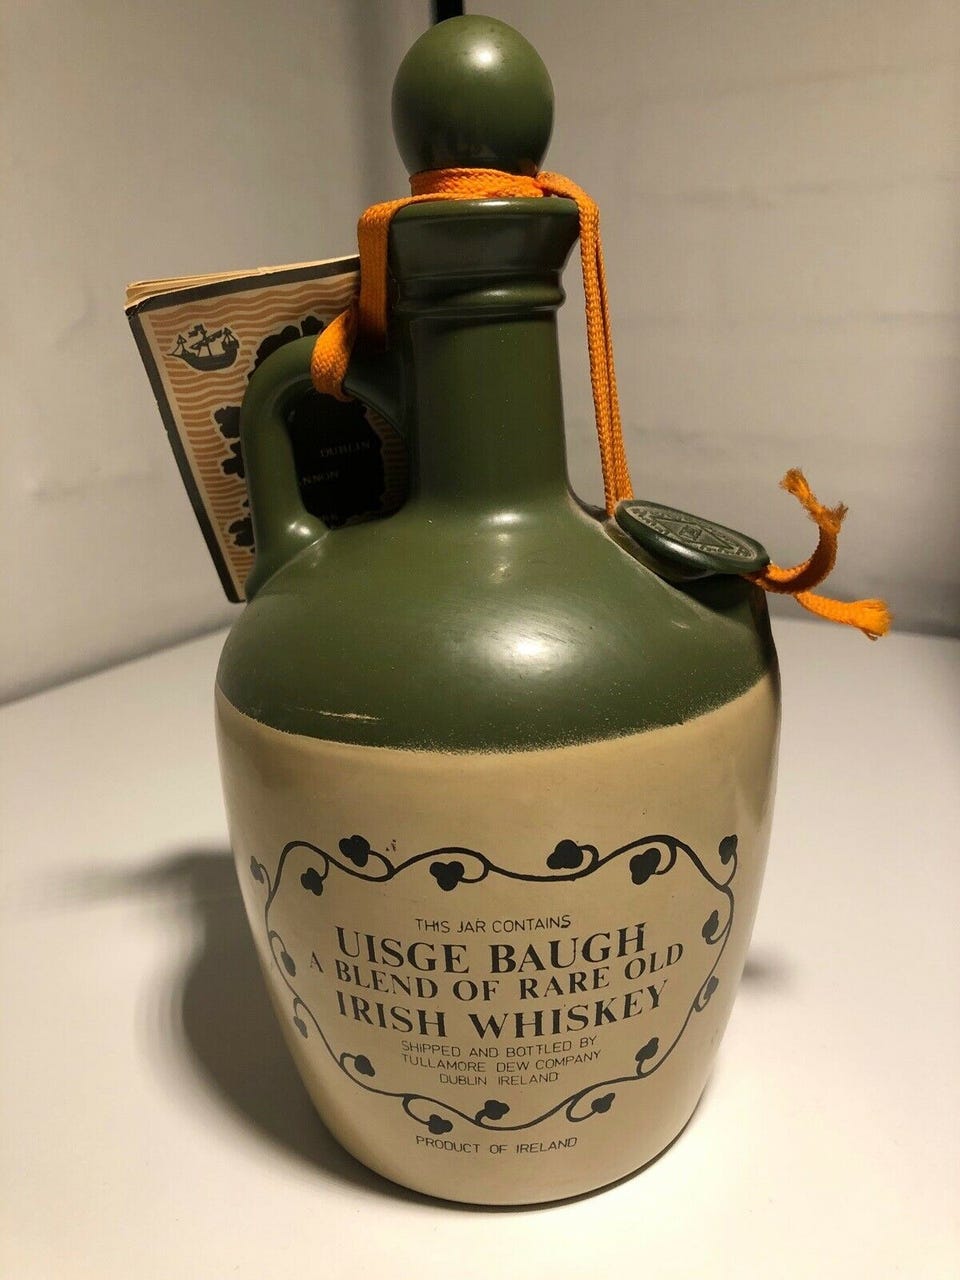 DUBLIN
THIS JAR CONTAINS
UISGE BAUGH
A BLEND OF RARE OLD
IRISH WHISKEY
SHIPPED AND BOTTLED BY
TULLAMORE DEW COMPANY
DUBLIN IRELAND
PRODUCT OF IRELAND